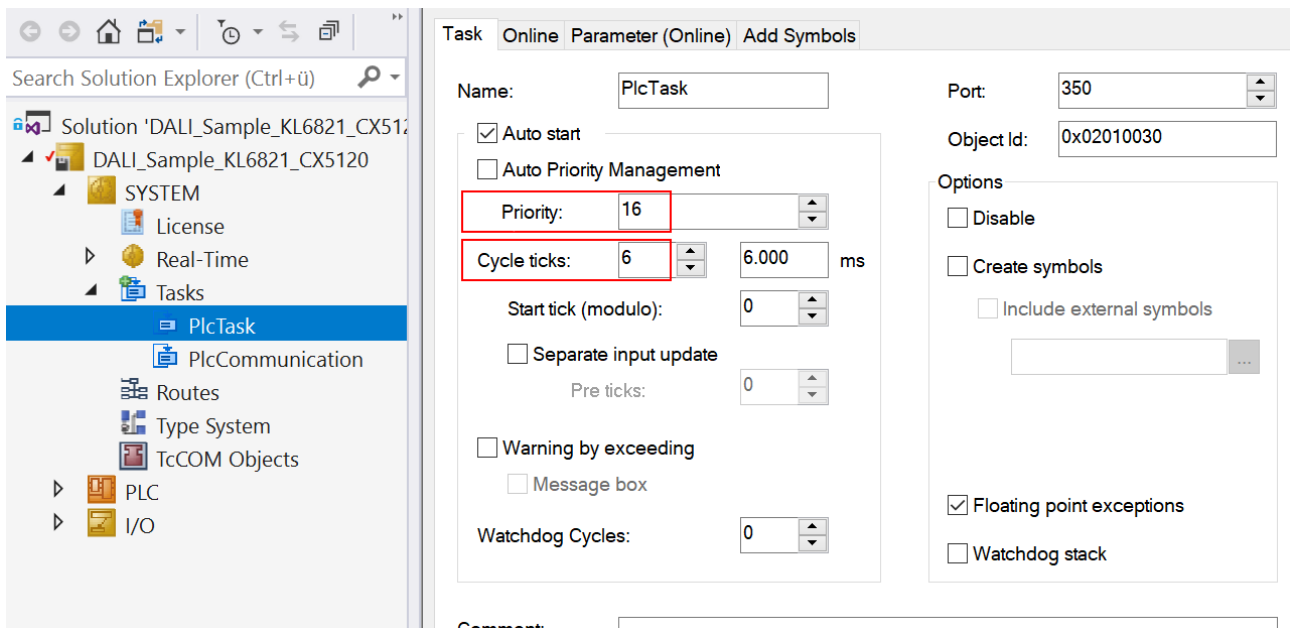 Search Solution Explorer (Ctrl+ü)
Solution 'DALI_Sample_KL6821_CX512
DALI_Sample_KL6821_CX5120
SYSTEM
License
Real-Time
Tasks
PlcTask
PlcCommunication
Routes
Type System
TcCOM Objects
PLC
I/O
Task Online Parameter (Online) Add Symbols
Name: PlcTask
Auto start
Auto Priority Management
Priority: 16
Cycle ticks: 6 6.000 ms
Start tick (modulo): 0
Separate input update
Pre ticks: 0
Warning by exceeding
Message box
Watchdog Cycles: 0
Port: 350
Object Id: 0x02010030
Options
Disable
Create symbols
Include external symbols
...
Floating point exceptions
Watchdog stack
Comment: